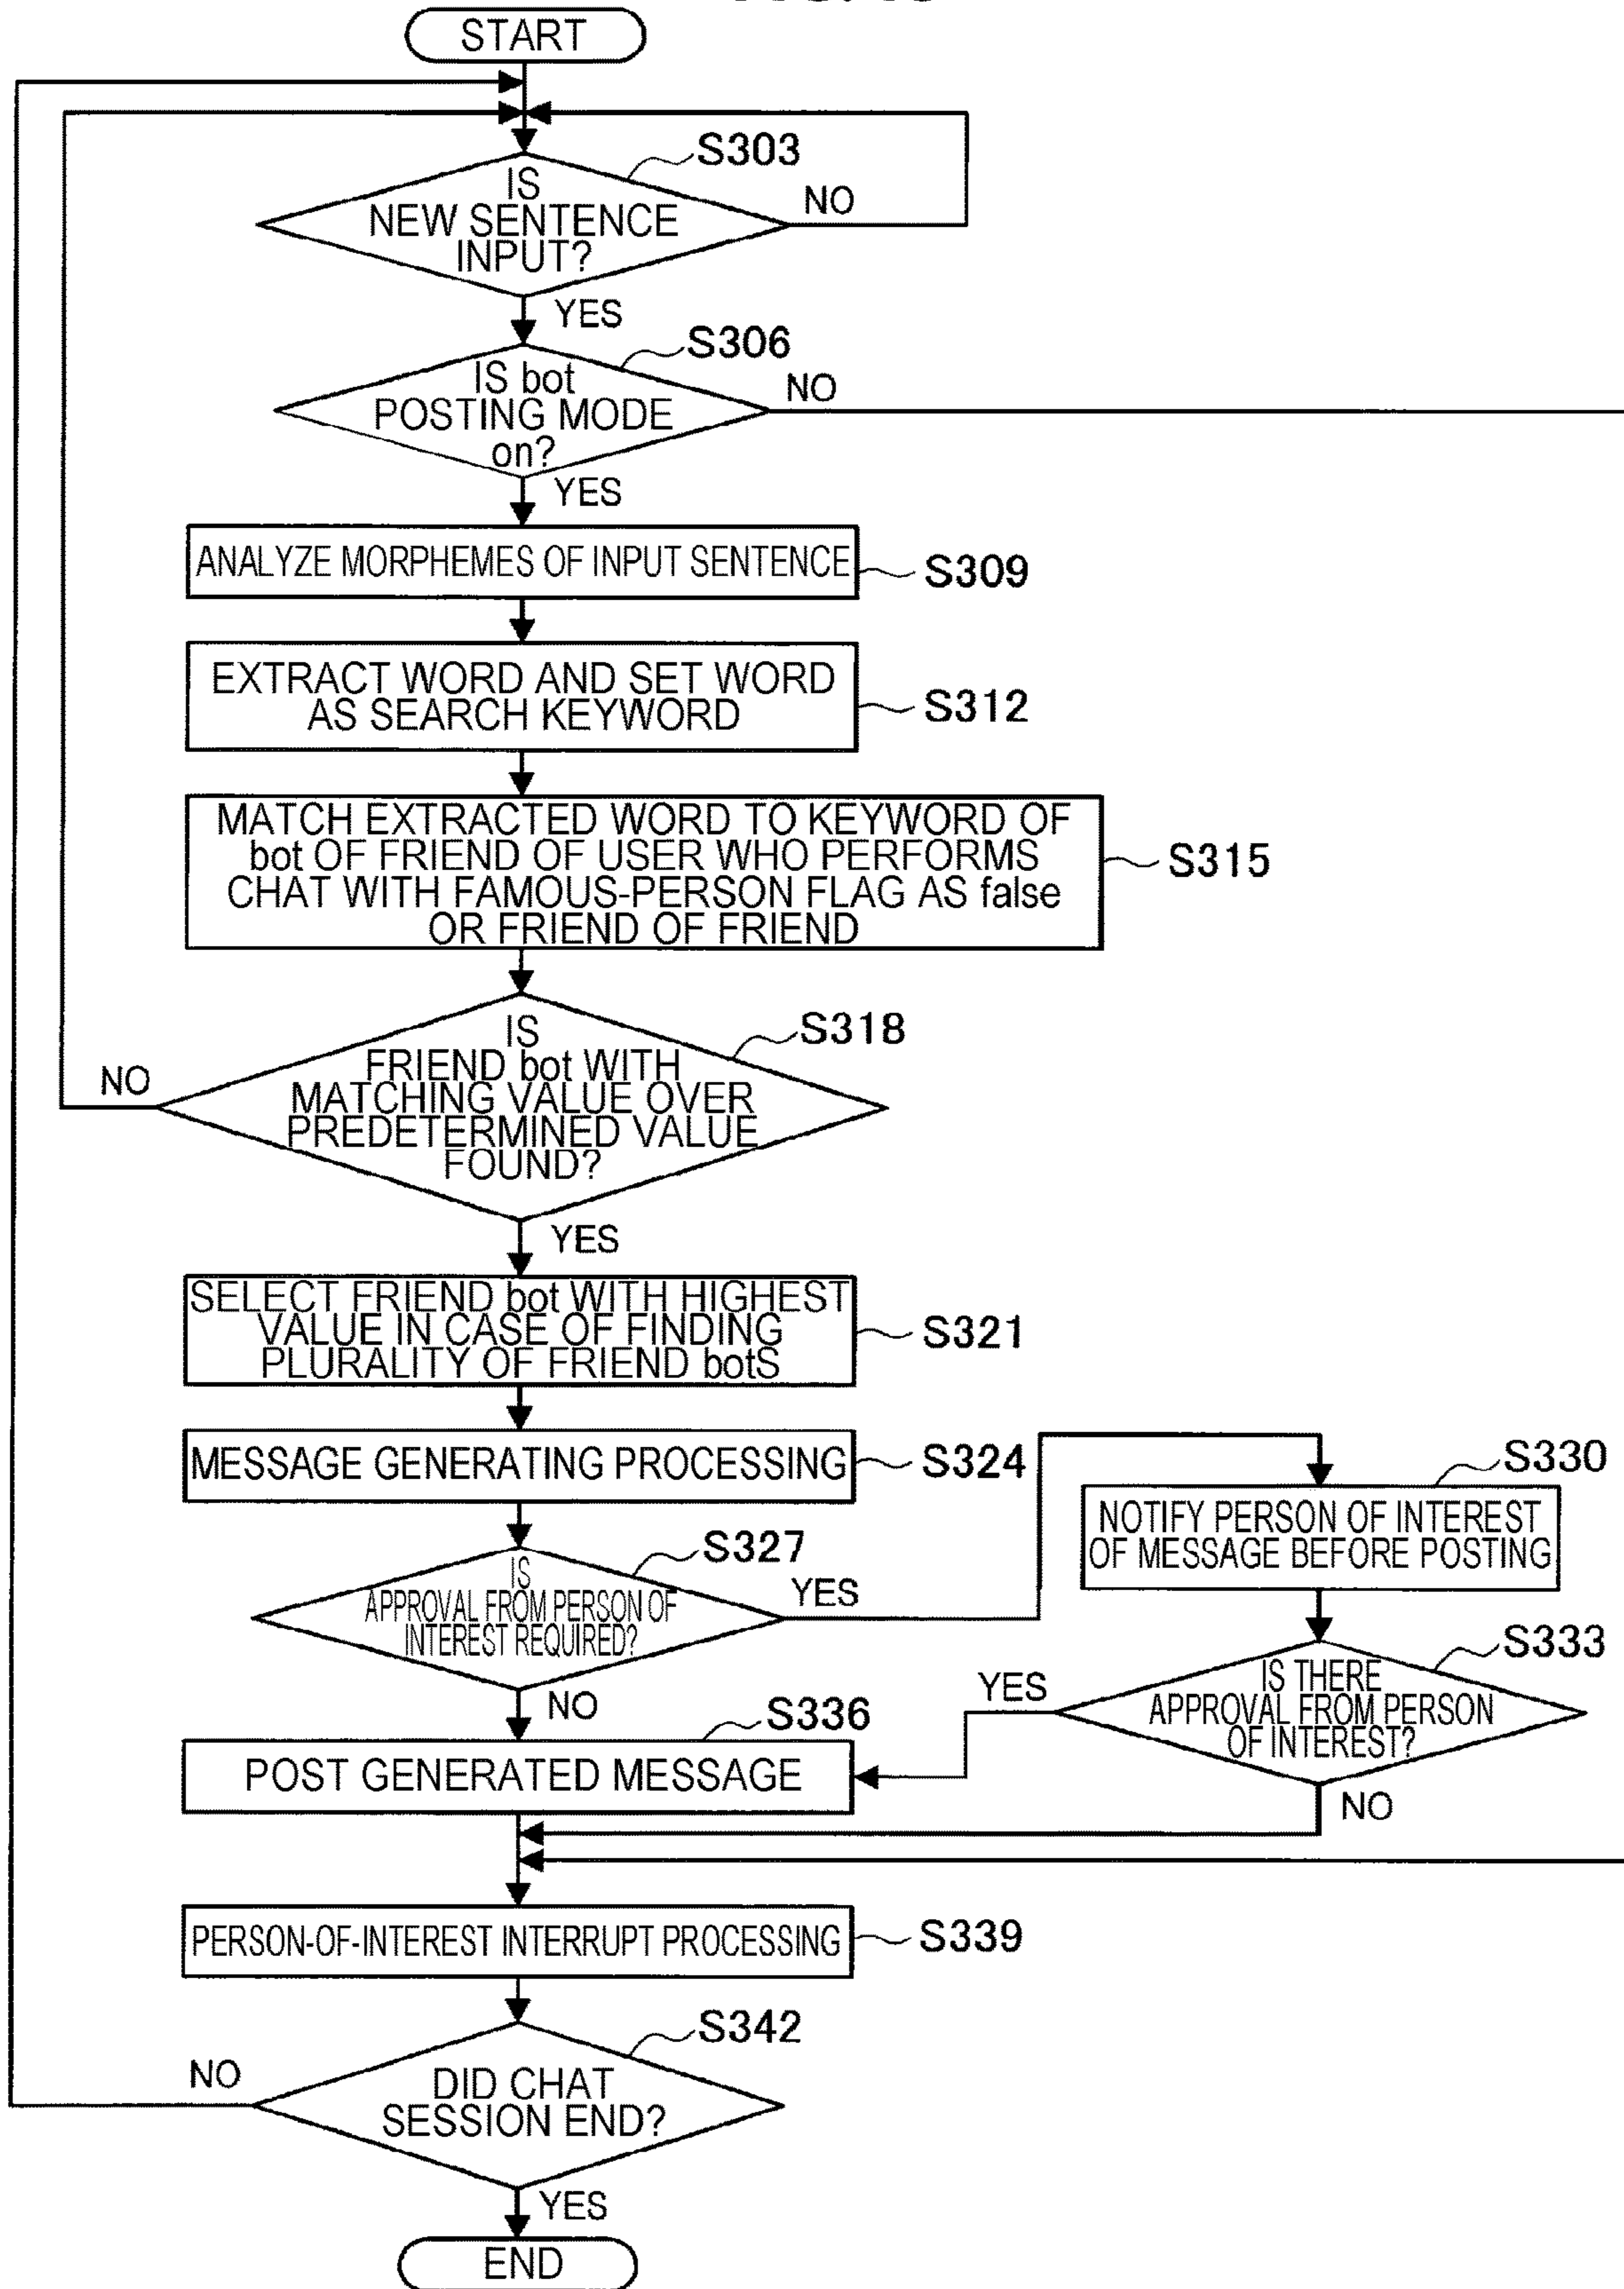 START
S303
IS
NEW SENTENCE
INPUT?
NO
YES
S306
IS bot
POSTING MODE
on?
NO
YES
ANALYZE MORPHEMES OF INPUT SENTENCE
S309
EXTRACT WORD AND SET WORD
AS SEARCH KEYWORD
S312
MATCH EXTRACTED WORD TO KEYWORD OF
bot OF FRIEND OF USER WHO PERFORMS
CHAT WITH FAMOUS-PERSON FLAG AS false
OR FRIEND OF FRIEND
S315
S318
IS
FRIEND bot WITH
MATCHING VALUE OVER
PREDETERMINED VALUE
FOUND?
NO
YES
SELECT FRIEND bot WITH HIGHEST
VALUE IN CASE OF FINDING
PLURALITY OF FRIEND botS
S321
MESSAGE GENERATING PROCESSING
S324
S327
IS
APPROVAL FROM PERSON OF
INTEREST REQUIRED?
YES
NO
S330
NOTIFY PERSON OF INTEREST
OF MESSAGE BEFORE POSTING
S333
IS THERE
APPROVAL FROM PERSON
OF INTEREST?
YES
NO
S336
POST GENERATED MESSAGE
PERSON-OF-INTEREST INTERRUPT PROCESSING
S339
S342
DID CHAT
SESSION END?
NO
YES
END